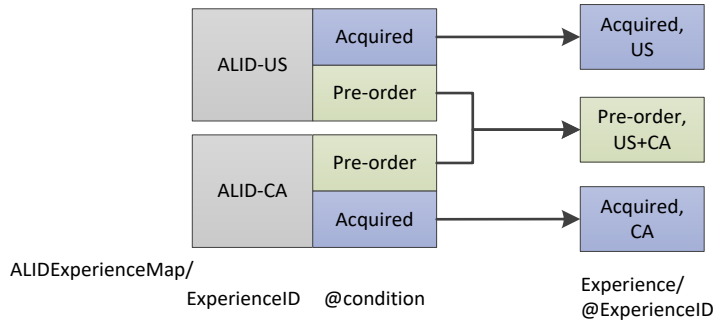 ALID-US
Acquired
Pre-order
ALID-CA
Pre-order
Acquired
Acquired,
US
Pre-order,
US+CA
Acquired,
CA
ALIDExperienceMap/
ExperienceID @condition
Experience/
@ExperienceID